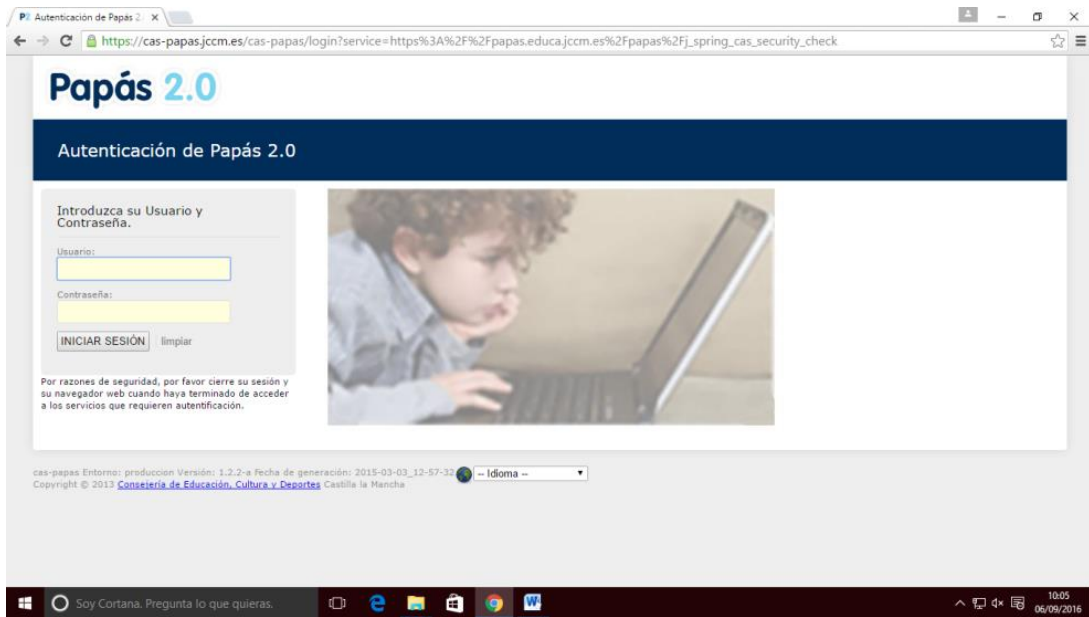 Autenticación de Papás 2.
https://cas-papas.jccm.es/cas-papas/login?service=https%3A%2F%2Fpapas.educa.jccm.es%2Fpapas%2Fj_spring_cas_security_check
Papás 2.0
Autenticación de Papás 2.0
Introduzca su Usuario y
Contraseña.
Usuario:
Contraseña:
INICIAR SESIÓN
limpiar
Por razones de seguridad, por favor cierre su sesión y
su navegador web cuando haya terminado de acceder
a los servicios que requieren autentificación.
cas-papas Entorno: produccion Versión: 1.2.2-a Fecha de generación: 2015-03-03_12-57-32
-- Idioma --
Copyright © 2013 Consejería de Educación, Cultura y Deportes Castilla la Mancha
Soy Cortana. Pregunta lo que quieras.
10:05
06/09/2016